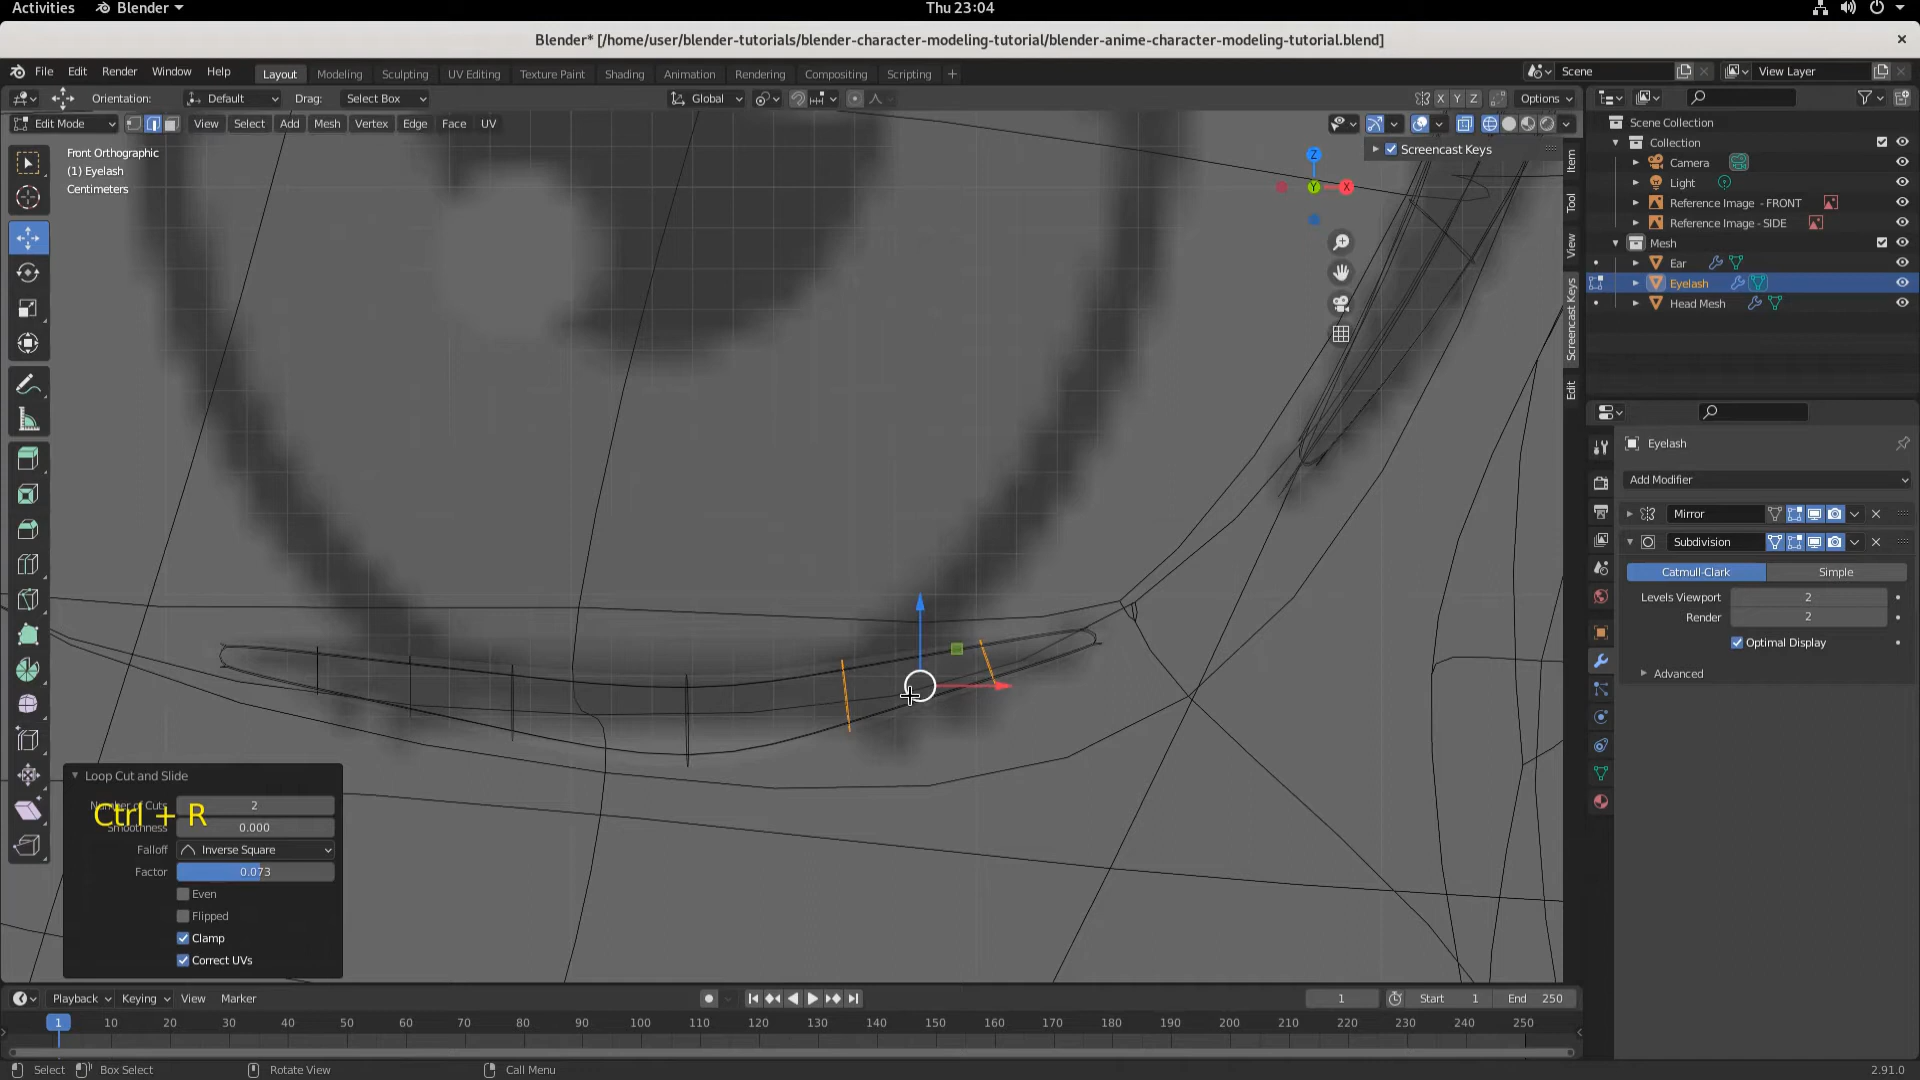 Activities Blender Thu 23:04
Blender* [/home/user/blender-tutorials/blender-character-modeling-tutorial/blender-anime-character-modeling-tutorial.blend]
File Edit Render Window Help Layout Modeling Sculpting UV Editing Texture Paint Shading Animation Rendering Compositing Scripting Scene View Layer
Orientation: Default Drag: Select Box Global X Y Z Options
Edit Mode View Select Add Mesh Vertex Edge Face UV
Front Orthographic
(1) Eyelash
Centimeters
Screencast Keys
Z
Y
X
Item
Tool
View
Screencast Keys
Edit
Scene Collection
Collection
Camera
Light
Reference Image - FRONT
Reference Image - SIDE
Mesh
Ear
Eyelash
Head Mesh
Eyelash
Add Modifier
Mirror
Subdivision
Catmull-Clark Simple
Levels Viewport 2
Render 2
Optimal Display
Advanced
Loop Cut and Slide
Number of Cuts 2
Ctrl + R
Smoothness 0.000
Falloff Inverse Square
Factor 0.073
Even
Flipped
Clamp
Correct UVs
Playback Keying View Marker 1 Start 1 End 250
1 10 20 30 40 50 60 70 80 90 100 110 120 130 140 150 160 170 180 190 200 210 220 230 240 250
Select Box Select Rotate View Call Menu 2.91.0